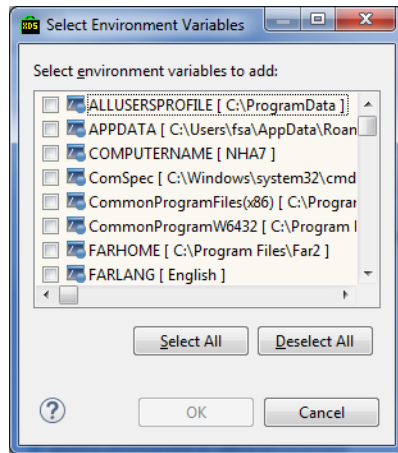 XDS Select Environment Variables
Select environment variables to add:
ALLUSERSPROFILE [ C:\ProgramData ]
APPDATA [ C:\Users\fsa\AppData\Roan
COMPUTERNAME [ NHA7 ]
ComSpec [ C:\Windows\system32\cmd
CommonProgramFiles(x86) [ C:\Prograr
CommonProgramW6432 [ C:\Program I
FARHOME [ C:\Program Files\Far2 ]
FARLANG [ English ]
Select All Deselect All
? OK Cancel